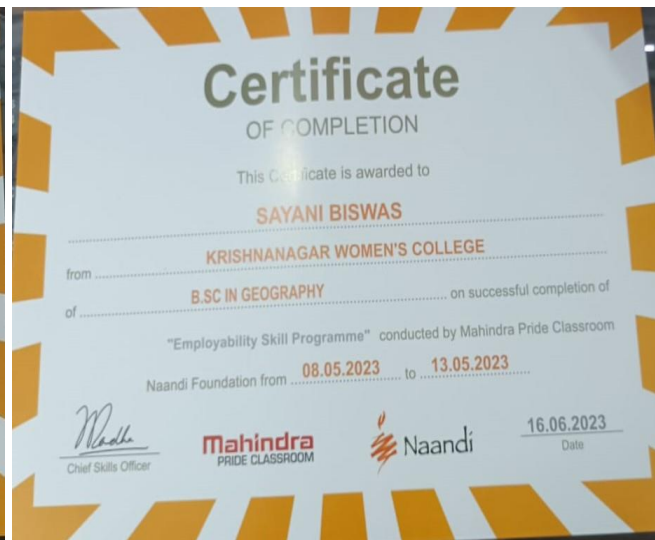 Certificate
OF COMPLETION
This Certificate is awarded to
SAYANI BISWAS
from KRISHNANAGAR WOMEN'S COLLEGE
of B.SC IN GEOGRAPHY on successful completion of
"Employability Skill Programme" conducted by Mahindra Pride Classroom
Naandi Foundation from 08.05.2023 to 13.05.2023
Chief Skills Officer
Mahindra
PRIDE CLASSROOM
Naandi
16.06.2023
Date